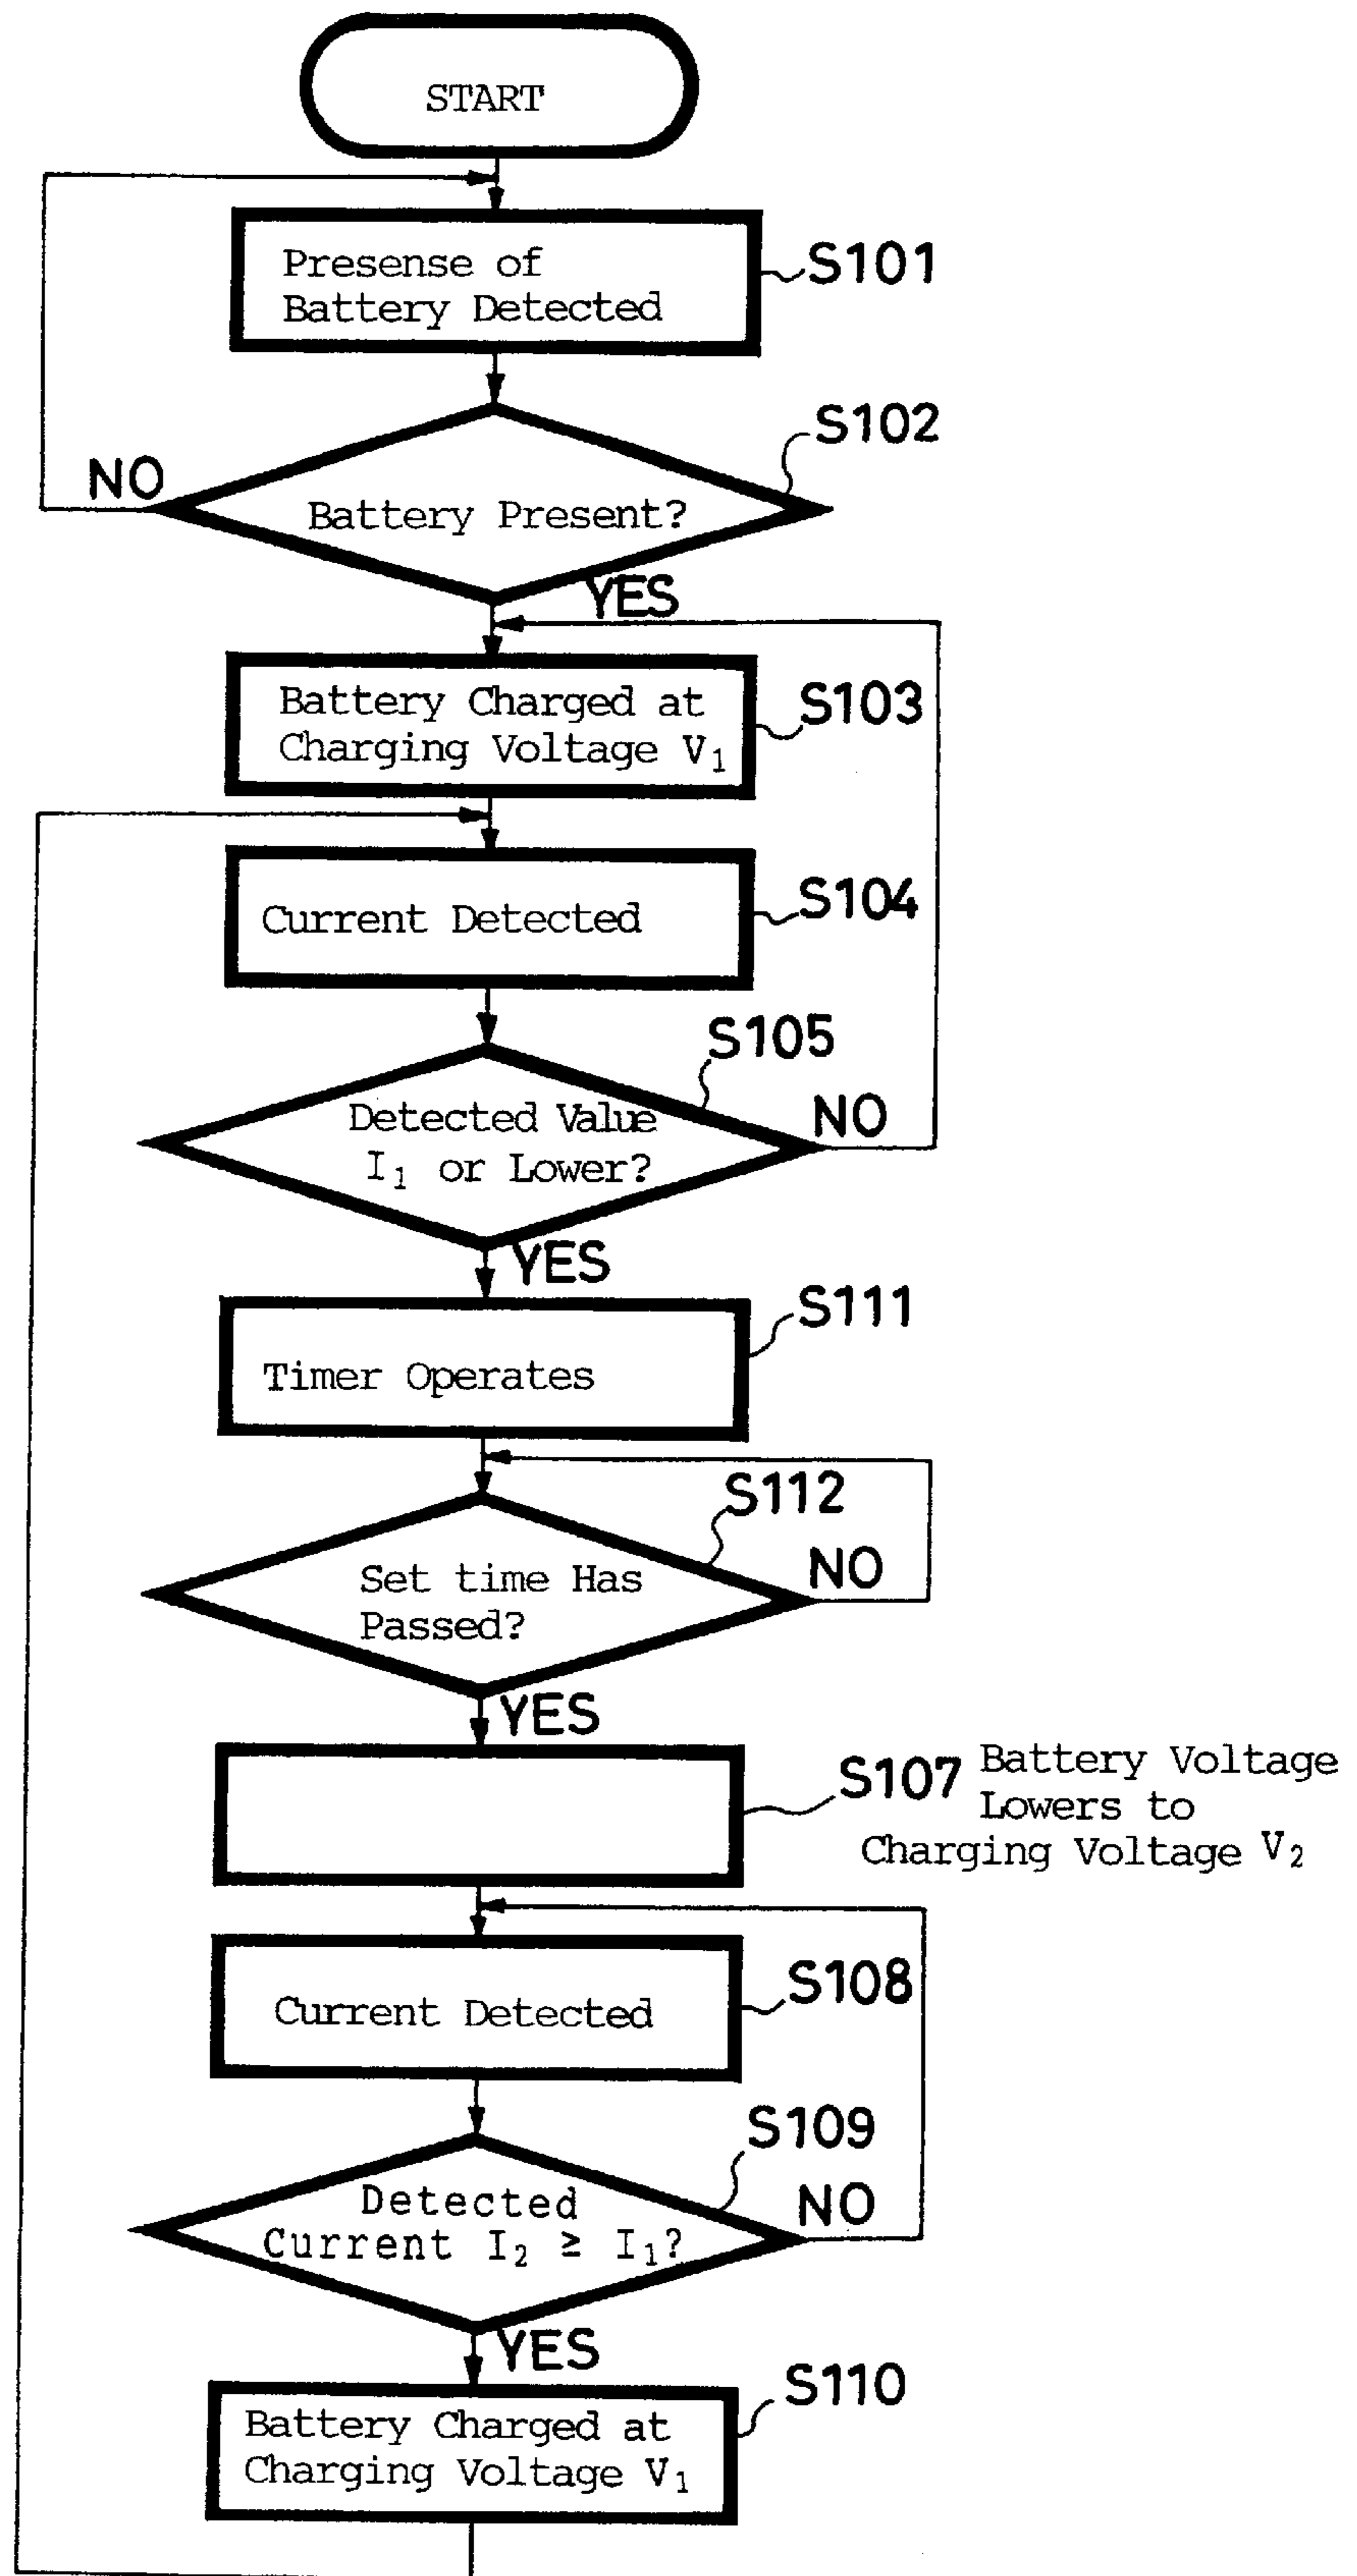 START
Presense of
Battery Detected
S101
S102
NO
Battery Present?
YES
Battery Charged at
Charging Voltage V₁
S103
Current Detected
S104
S105
Detected Value
I₁ or Lower?
NO
YES
S111
Timer Operates
S112
Set time Has
Passed?
NO
YES
S107
Battery Voltage
Lowers to
Charging Voltage V₂
Current Detected
S108
S109
Detected
Current I₂ ≥ I₁?
NO
YES
S110
Battery Charged at
Charging Voltage V₁